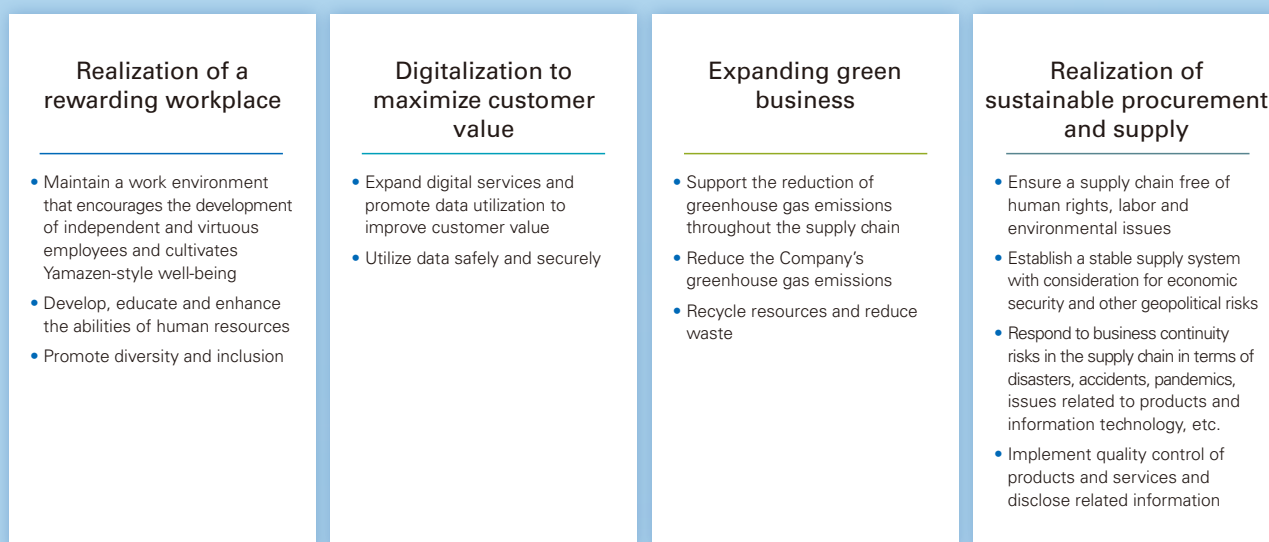 Realization of a
rewarding workplace
• Maintain a work environment
that encourages the development
of independent and virtuous
employees and cultivates
Yamazen-style well-being
• Develop, educate and enhance
the abilities of human resources
• Promote diversity and inclusion
Digitalization to
maximize customer
value
• Expand digital services and
promote data utilization to
improve customer value
• Utilize data safely and securely
Expanding green
business
• Support the reduction of
greenhouse gas emissions
throughout the supply chain
• Reduce the Company’s
greenhouse gas emissions
• Recycle resources and reduce
waste
Realization of
sustainable procurement
and supply
• Ensure a supply chain free of
human rights, labor and
environmental issues
• Establish a stable supply system
with consideration for economic
security and other geopolitical risks
• Respond to business continuity
risks in the supply chain in terms of
disasters, accidents, pandemics,
issues related to products and
information technology, etc.
• Implement quality control of
products and services and
disclose related information